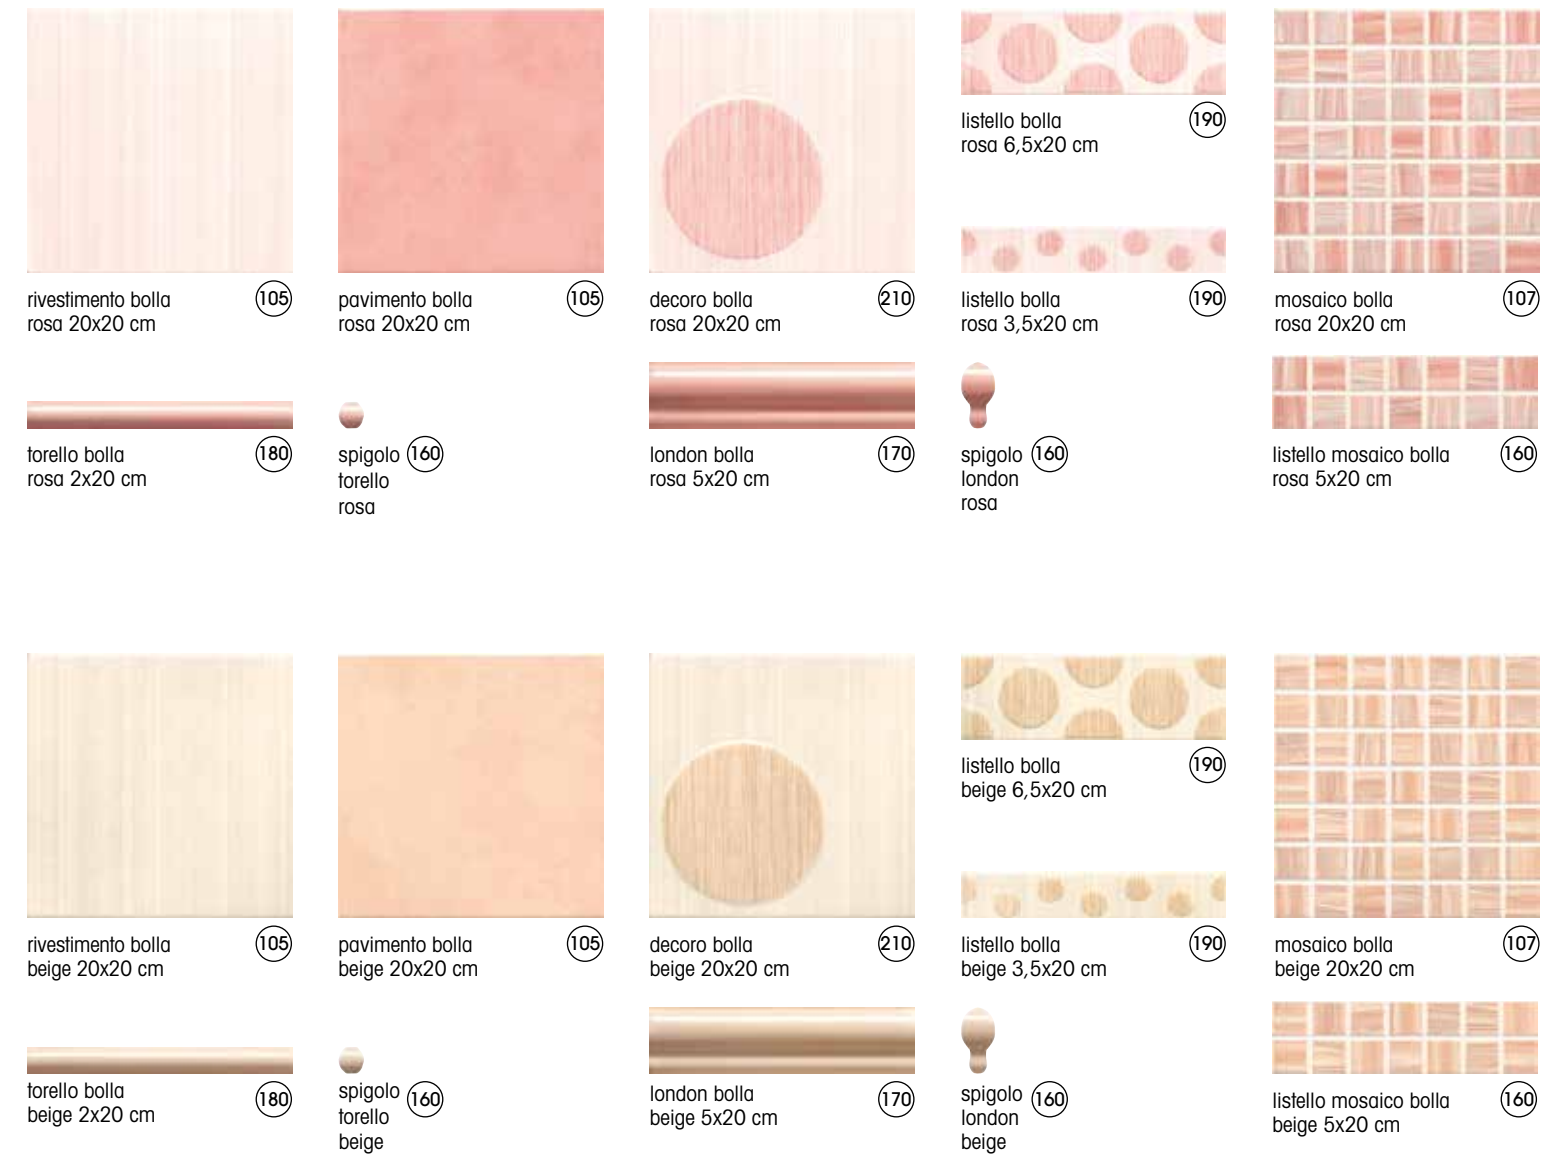 listello bolla 190
rosa 6,5x20 cm
rivestimento bolla 105
rosa 20x20 cm
pavimento bolla 105
rosa 20x20 cm
decoro bolla 210
rosa 20x20 cm
listello bolla 190
rosa 3,5x20 cm
mosaico bolla 107
rosa 20x20 cm
torello bolla 180
rosa 2x20 cm
spigolo 160
torello
rosa
london bolla 170
rosa 5x20 cm
spigolo 160
london
rosa
listello mosaico bolla 160
rosa 5x20 cm
listello bolla 190
beige 6,5x20 cm
rivestimento bolla 105
beige 20x20 cm
pavimento bolla 105
beige 20x20 cm
decoro bolla 210
beige 20x20 cm
listello bolla 190
beige 3,5x20 cm
mosaico bolla 107
beige 20x20 cm
torello bolla 180
beige 2x20 cm
spigolo 160
torello
beige
london bolla 170
beige 5x20 cm
spigolo 160
london
beige
listello mosaico bolla 160
beige 5x20 cm